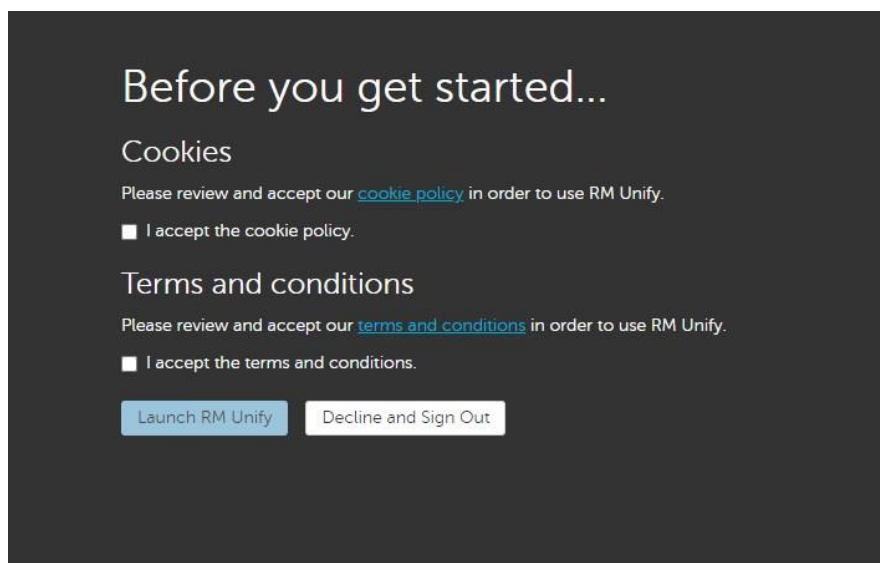 Before you get started...
Cookies
Please review and accept our cookie policy in order to use RM Unify.
I accept the cookie policy.
Terms and conditions
Please review and accept our terms and conditions in order to use RM Unify.
I accept the terms and conditions.
Launch RM Unify
Decline and Sign Out